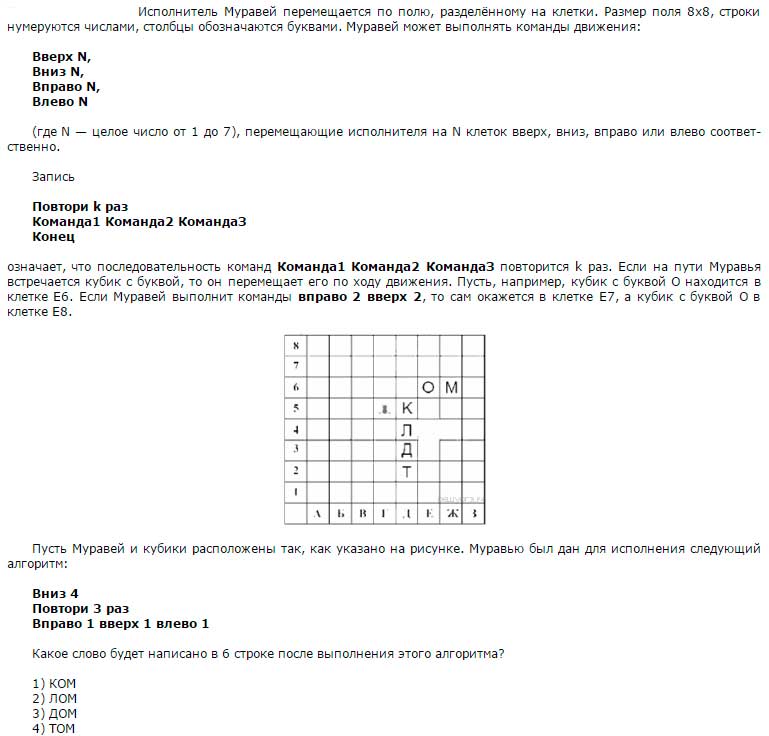 Исполнитель Муравей перемещается по полю, разделённому на клетки. Размер поля 8x8, строки
нумеруются числами, столбцы обозначаются буквами. Муравей может выполнять команды движения:
Вверх N,
Вниз N,
Вправо N,
Влево N
(где N — целое число от 1 до 7), перемещающие исполнителя на N клеток вверх, вниз, вправо или влево соответ-
ственно.
Запись
Повтори k раз
Команда1 Команда2 Команда3
Конец
означает, что последовательность команд Команда1 Команда2 Команда3 повторится k раз. Если на пути Муравья
встречается кубик с буквой, то он перемещает его по ходу движения. Пусть, например, кубик с буквой О находится в
клетке Е6. Если Муравей выполнит команды вправо 2 вверх 2, то сам окажется в клетке Е7, а кубик с буквой О в
клетке Е8.
8
7
6 О М
5 К
4 Л
3 Д
2 Т
1
А Б В Г Д Е Ж З
Пусть Муравей и кубики расположены так, как указано на рисунке. Муравью был дан для исполнения следующий
алгоритм:
Вниз 4
Повтори 3 раз
Вправо 1 вверх 1 влево 1
Какое слово будет написано в 6 строке после выполнения этого алгоритма?
1) КОМ
2) ЛОМ
3) ДОМ
4) ТОМ